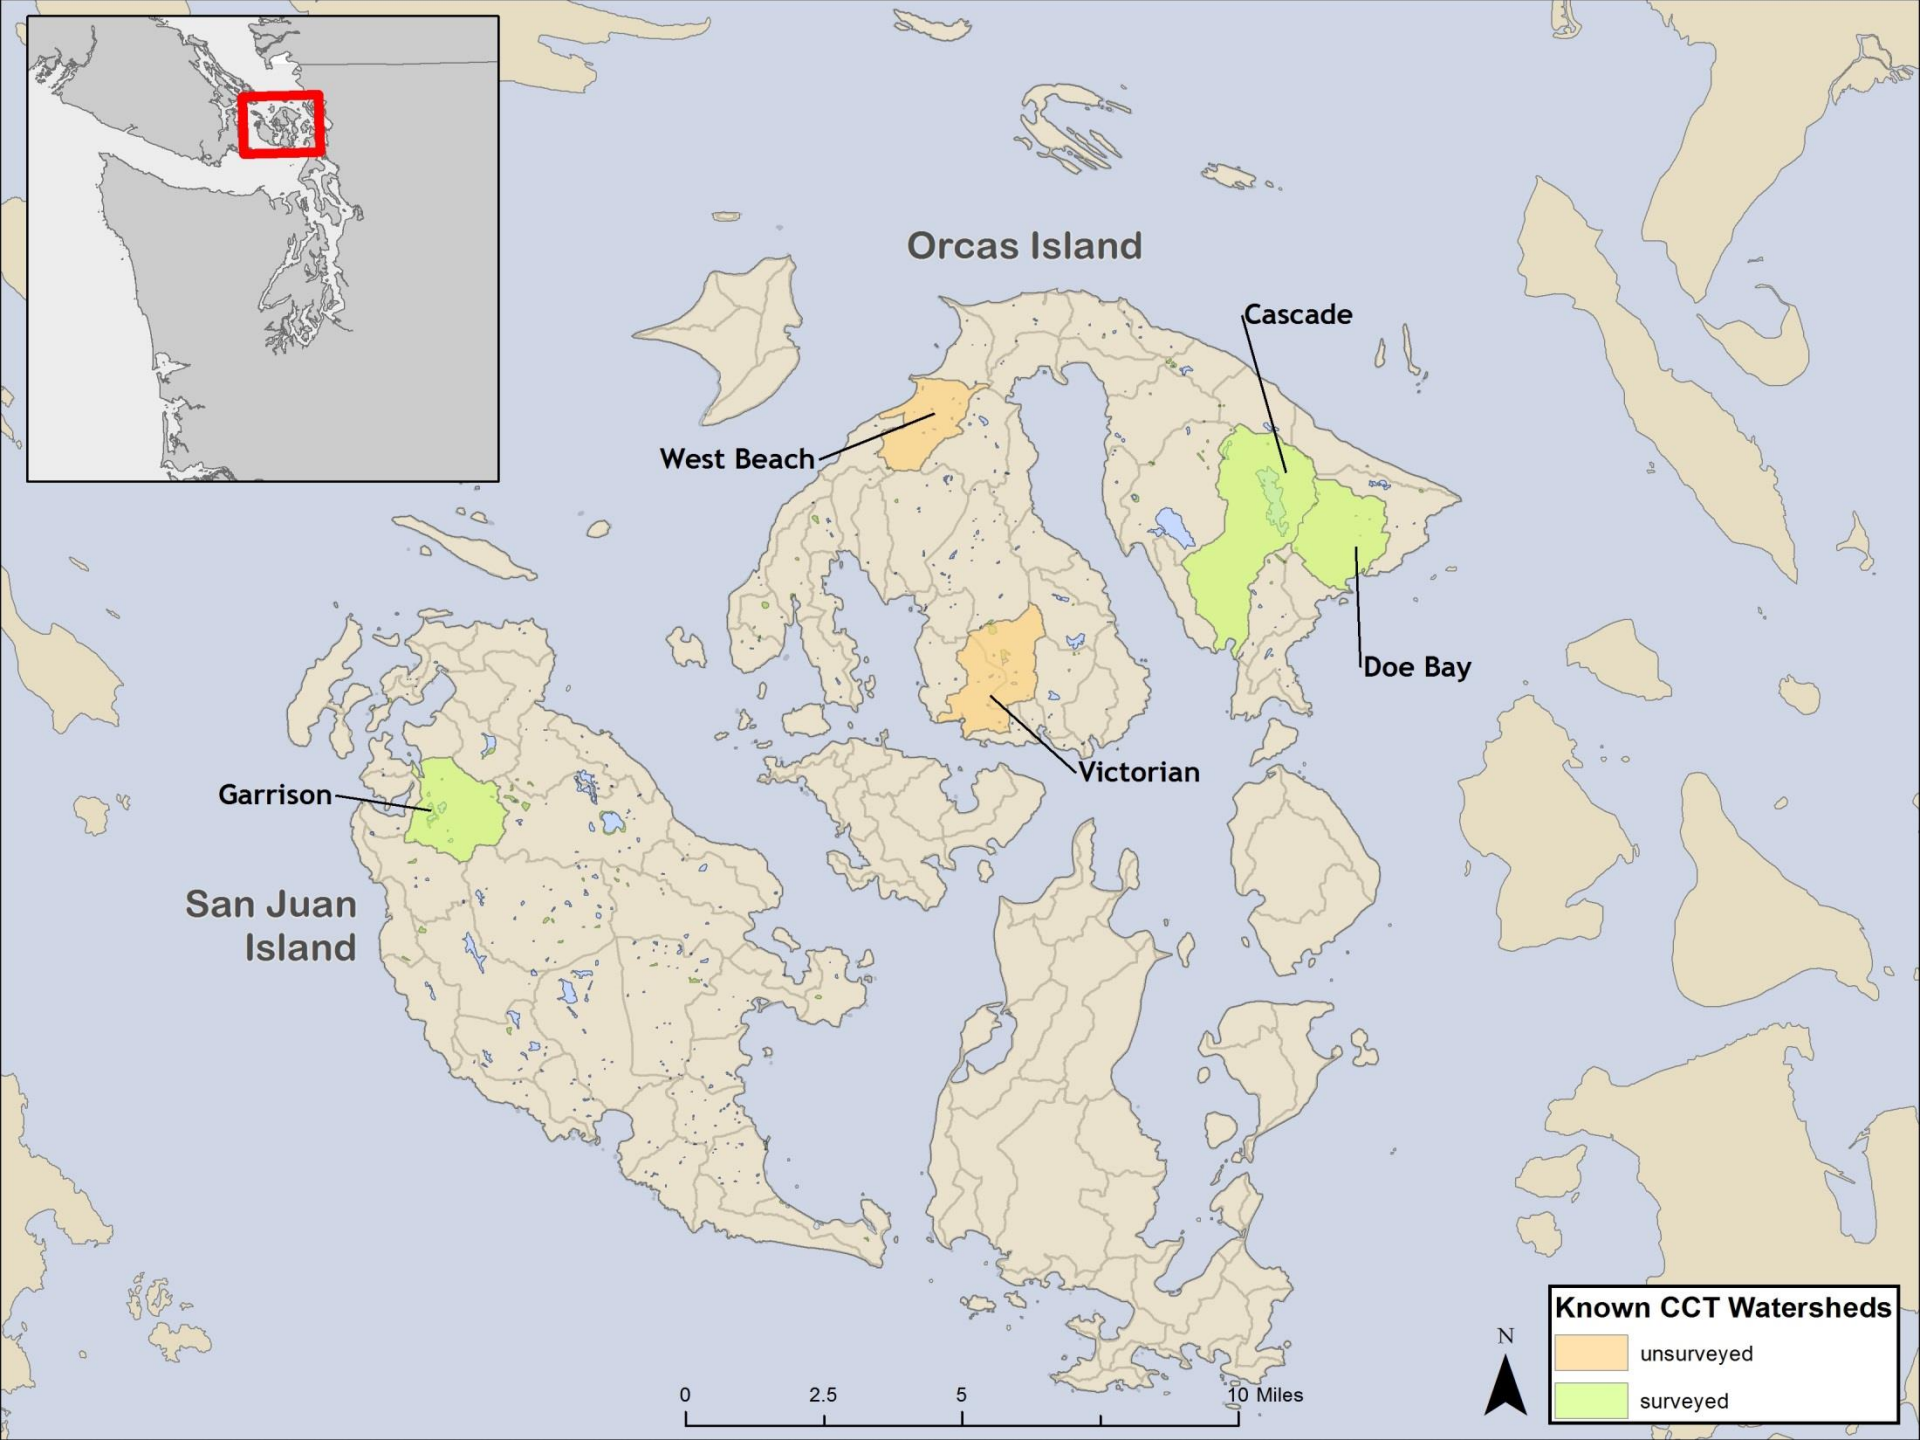 Orcas Island
Cascade
West Beach
Doe Bay
Victorian
Garrison
San Juan
Island
Known CCT Watersheds
unsurveyed
surveyed
N
0 2.5 5 10 Miles